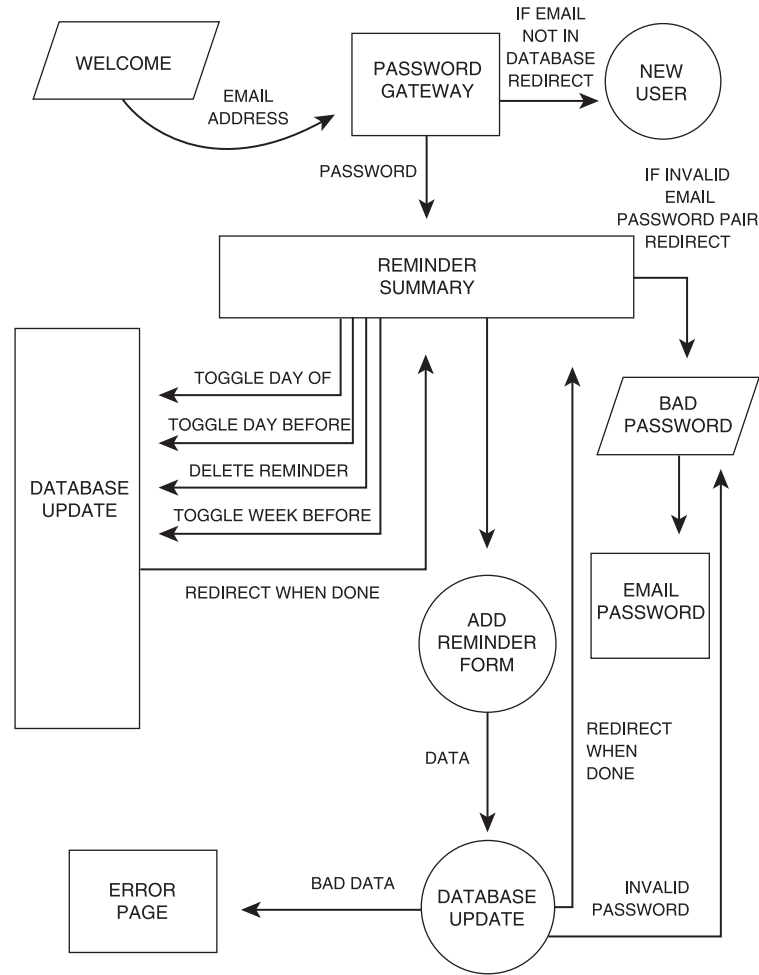 WELCOME
EMAIL
ADDRESS
PASSWORD
GATEWAY
IF EMAIL
NOT IN
DATABASE
REDIRECT
NEW
USER
PASSWORD
IF INVALID
EMAIL
PASSWORD PAIR
REDIRECT
REMINDER
SUMMARY
TOGGLE DAY OF
TOGGLE DAY BEFORE
DELETE REMINDER
TOGGLE WEEK BEFORE
DATABASE
UPDATE
REDIRECT WHEN DONE
BAD
PASSWORD
EMAIL
PASSWORD
ADD
REMINDER
FORM
DATA
REDIRECT
WHEN
DONE
ERROR
PAGE
BAD DATA
DATABASE
UPDATE
INVALID
PASSWORD